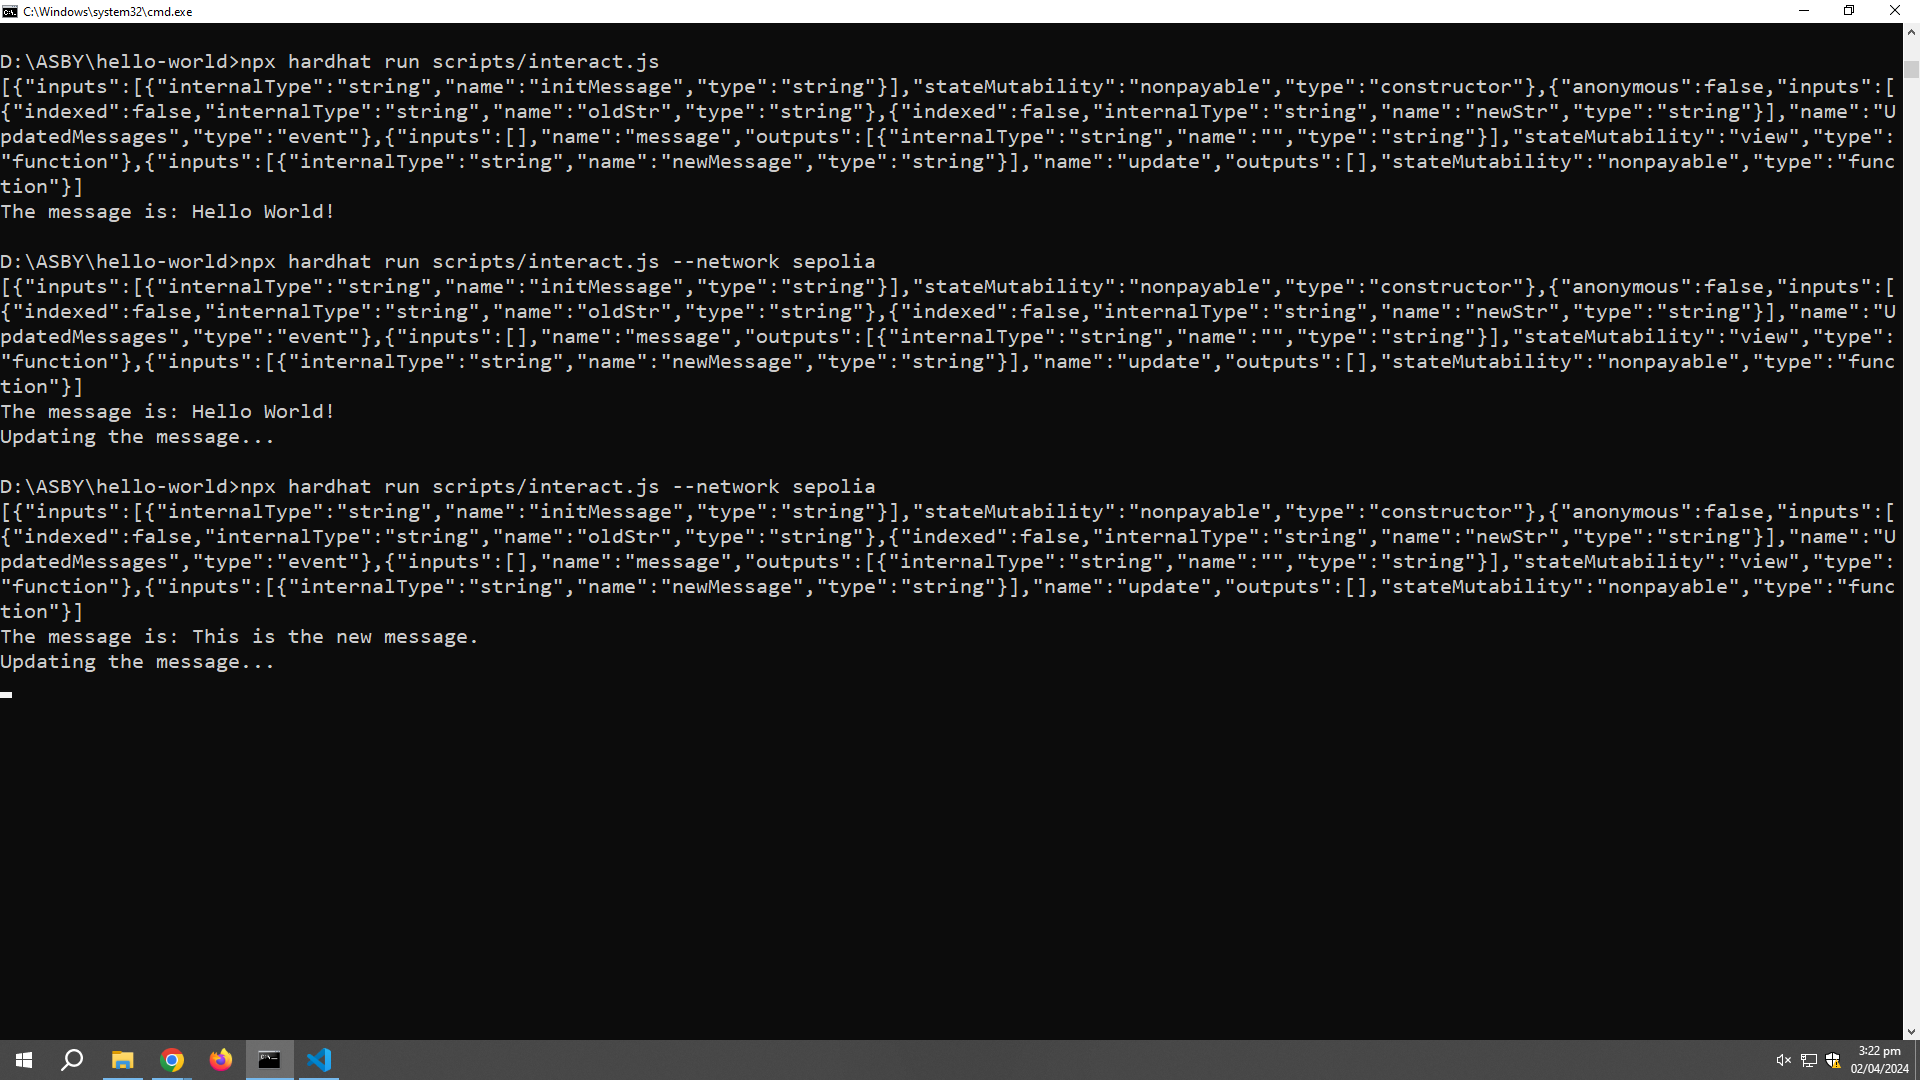 C:\Windows\system32\cmd.exe
D:\ASBY\hello-world>npx hardhat run scripts/interact.js
[{"inputs":[{"internalType":"string","name":"initMessage","type":"string"}],"stateMutability":"nonpayable","type":"constructor"},{"anonymous":false,"inputs":[
{"indexed":false,"internalType":"string","name":"oldStr","type":"string"},{"indexed":false,"internalType":"string","name":"newStr","type":"string"}],"name":"U
pdatedMessages","type":"event"},{"inputs":[],"name":"message","outputs":[{"internalType":"string","name":"","type":"string"}],"stateMutability":"view","type":
"function"},{"inputs":[{"internalType":"string","name":"newMessage","type":"string"}],"name":"update","outputs":[],"stateMutability":"nonpayable","type":"func
tion"}]
The message is: Hello World!
D:\ASBY\hello-world>npx hardhat run scripts/interact.js --network sepolia
[{"inputs":[{"internalType":"string","name":"initMessage","type":"string"}],"stateMutability":"nonpayable","type":"constructor"},{"anonymous":false,"inputs":[
{"indexed":false,"internalType":"string","name":"oldStr","type":"string"},{"indexed":false,"internalType":"string","name":"newStr","type":"string"}],"name":"U
pdatedMessages","type":"event"},{"inputs":[],"name":"message","outputs":[{"internalType":"string","name":"","type":"string"}],"stateMutability":"view","type":
"function"},{"inputs":[{"internalType":"string","name":"newMessage","type":"string"}],"name":"update","outputs":[],"stateMutability":"nonpayable","type":"func
tion"}]
The message is: Hello World!
Updating the message...
D:\ASBY\hello-world>npx hardhat run scripts/interact.js --network sepolia
[{"inputs":[{"internalType":"string","name":"initMessage","type":"string"}],"stateMutability":"nonpayable","type":"constructor"},{"anonymous":false,"inputs":[
{"indexed":false,"internalType":"string","name":"oldStr","type":"string"},{"indexed":false,"internalType":"string","name":"newStr","type":"string"}],"name":"U
pdatedMessages","type":"event"},{"inputs":[],"name":"message","outputs":[{"internalType":"string","name":"","type":"string"}],"stateMutability":"view","type":
"function"},{"inputs":[{"internalType":"string","name":"newMessage","type":"string"}],"name":"update","outputs":[],"stateMutability":"nonpayable","type":"func
tion"}]
The message is: This is the new message.
Updating the message...
3:22 pm
02/04/2024